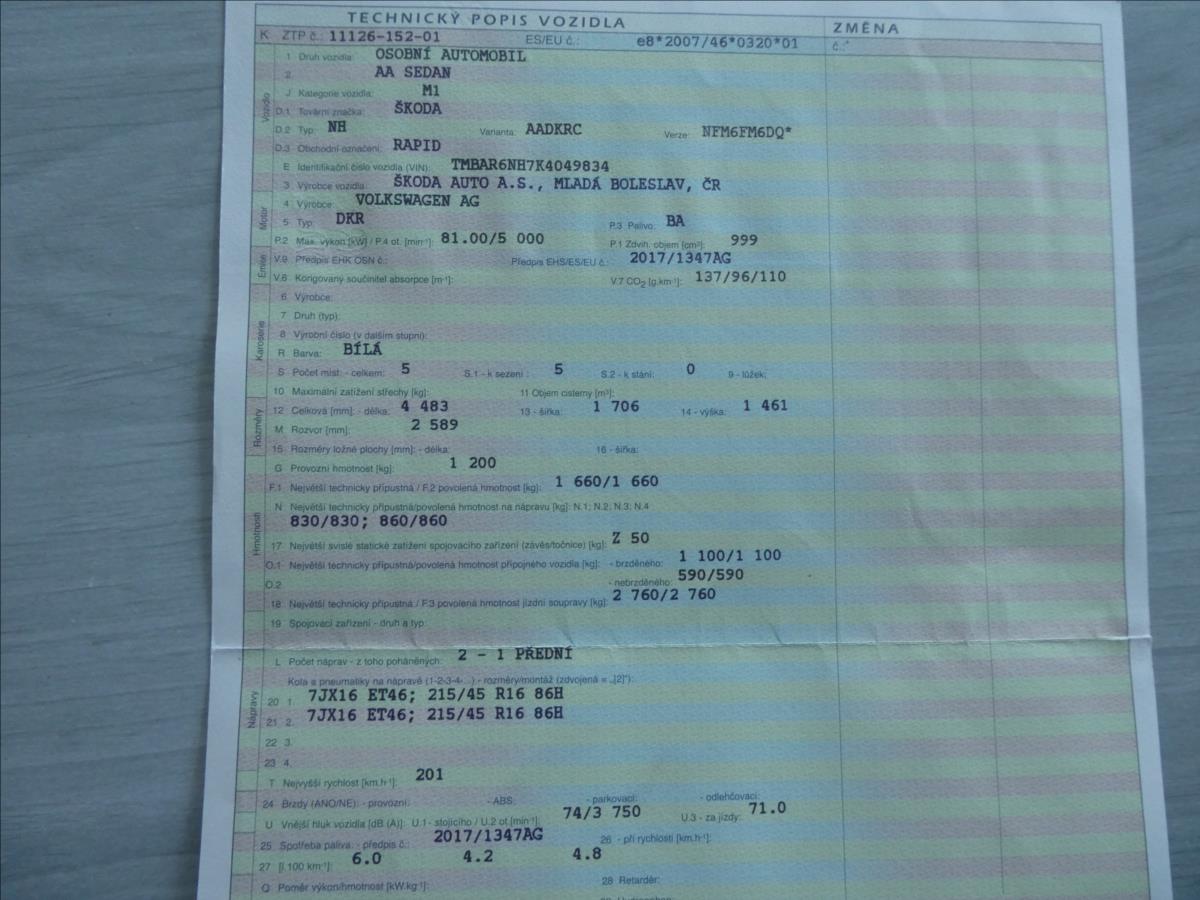 TECHNICKÝ POPIS VOZIDLA
ZMĚNA
K ZTP č.: 11126-152-01 ES/EU č.: e8*2007/46*0320*01 č.:
1 Druh vozidla: OSOBNÍ AUTOMOBIL
2. AA SEDAN
J Kategorie vozidla: M1
Vozidlo
D.1 Tovární značka: ŠKODA
D.2 Typ: NH Varianta: AADKRC Verze: NFM6FM6DQ*
D.3 Obchodní označení: RAPID
E Identifikační číslo vozidla (VIN): TMBAR6NH7K4049834
3 Výrobce vozidla: ŠKODA AUTO A.S., MLADÁ BOLESLAV, ČR
4 Výrobce: VOLKSWAGEN AG
Motor
5 Typ: DKR P.3 Palivo: BA
P.2 Max. výkon [kW] / P.4 ot. [min-¹]: 81.00/5 000 P.1 Zdvih. objem [cm³]: 999
Emise
V.9 Předpis EHK OSN č.: Předpis EHS/ES/EU č.: 2017/1347AG
V.6 Korigovaný součinitel absorpce [m-¹]: V.7 CO₂ [g.km-¹]: 137/96/110
6 Výrobce:
7 Druh (typ):
Karoserie
8 Výrobní číslo (v dalším stupni):
R Barva: BÍLÁ
S Počet míst - celkem: 5 S.1 - k sezení : 5 S.2 - k stání: 0 9 - lůžek:
10 Maximální zatížení střechy [kg]: 11 Objem cisterny [m³]:
Rozměry
12 Celková [mm]: - délka: 4 483 13 - šířka: 1 706 14 - výška: 1 461
M Rozvor [mm]: 2 589
15 Rozměry ložné plochy [mm]: - délka: 16 - šířka:
G Provozní hmotnost [kg]: 1 200
F.1 Největší technicky přípustná / F.2 povolená hmotnost [kg]: 1 660/1 660
N Největší technicky přípustná/povolená hmotnost na nápravu [kg]: N.1; N.2; N.3; N.4
830/830; 860/860
Hmotnosti
17 Největší svislé statické zatížení spojovacího zařízení (závěs/točnice) [kg]: Z 50
O.1 Největší technicky přípustná/povolená hmotnost přípojného vozidla [kg]: - brzděného: 1 100/1 100
O.2 - nebrzděného: 590/590
18 Největší technicky přípustná / F.3 povolená hmotnost jízdní soupravy [kg]: 2 760/2 760
19 Spojovací zařízení - druh a typ:
L Počet náprav - z toho poháněných: 2 - 1 PŘEDNÍ
Nápravy
Kola a pneumatiky na nápravě (1-2-3-4-...) - rozměry/montáž (zdvojená = „[2]"):
20 1. 7JX16 ET46; 215/45 R16 86H
21 2. 7JX16 ET46; 215/45 R16 86H
22 3.
23 4.
T Nejvyšší rychlost [km.h-¹]: 201
24 Brzdy (ANO/NE): - provozní: - ABS: - parkovací: - odlehčovací:
U Vnější hluk vozidla [dB (A)]: U.1 - stojícího / U.2 ot.[min-¹]: 74/3 750 U.3 - za jízdy: 71.0
25 Spotřeba paliva: - předpis č.: 2017/1347AG 26 - při rychlosti [km.h-¹]:
27 [l.100 km-¹]: 6.0 4.2 4.8
Q Poměr výkon/hmotnost [kW.kg-¹]: 28 Retardér: